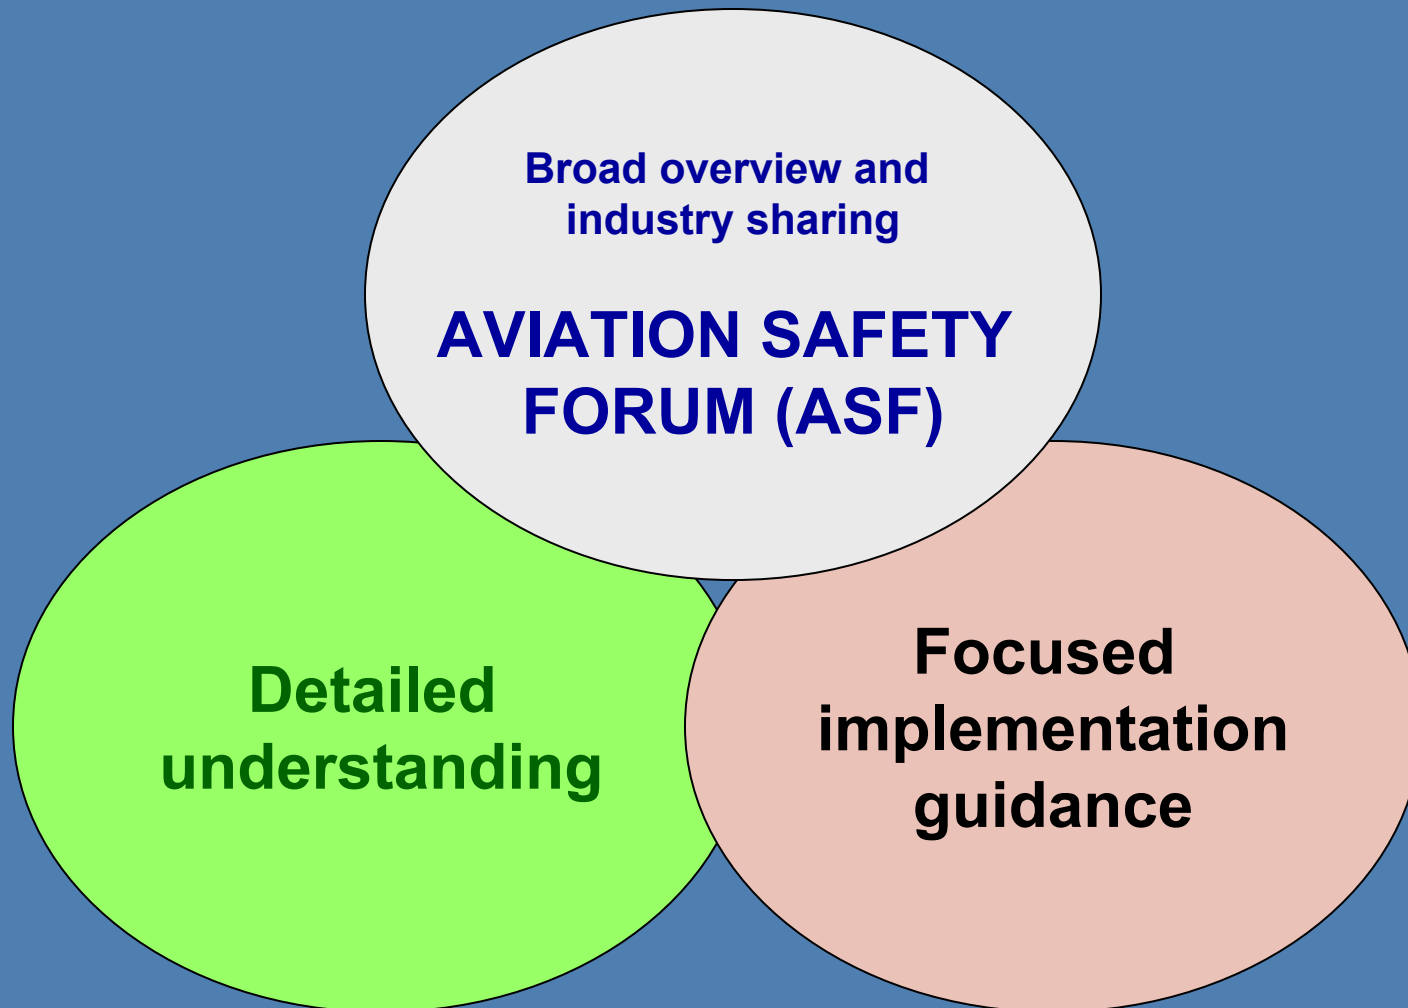 Broad overview and
industry sharing
AVIATION SAFETY
FORUM (ASF)
Detailed
understanding
Focused
implementation
guidance